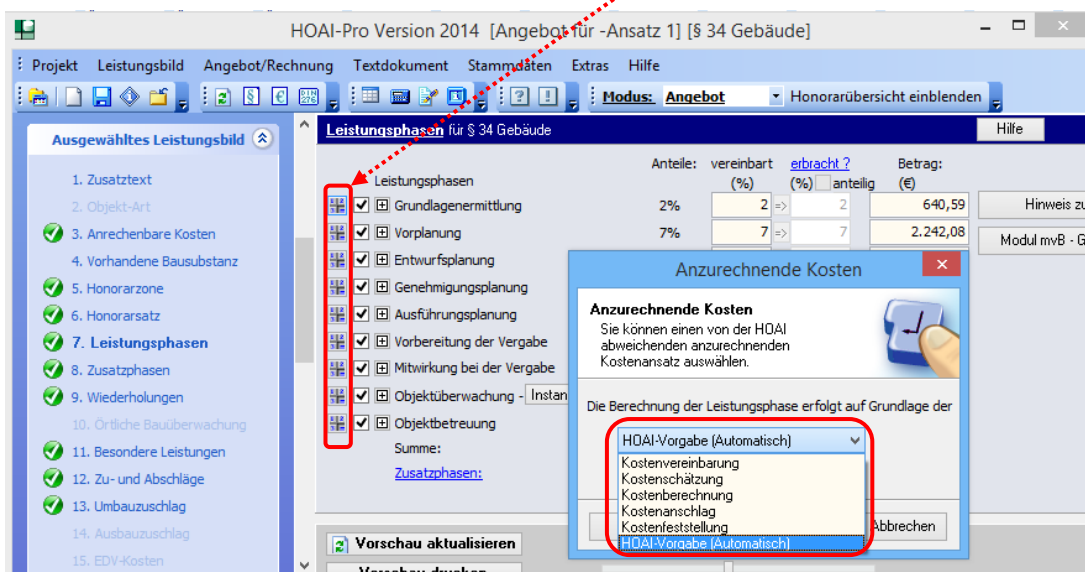 HOAI-Pro Version 2014 [Angebot für -Ansatz 1] [§ 34 Gebäude]
Projekt Leistungsbild Angebot/Rechnung Textdokument Stammdaten Extras Hilfe
Modus: Angebot Honorarübersicht einblenden
Ausgewähltes Leistungsbild
1. Zusatztext
2. Objekt-Art
3. Anrechenbare Kosten
4. Vorhandene Bausubstanz
5. Honorarzone
6. Honorarsatz
7. Leistungsphasen
8. Zusatzphasen
9. Wiederholungen
10. Örtliche Bauüberwachung
11. Besondere Leistungen
12. Zu- und Abschläge
13. Umbauzuschlag
14. Ausbauzuschlag
15. EDV-Kosten
Leistungsphasen für § 34 Gebäude
Hilfe
Anteile: vereinbart erbracht ? Betrag:
Leistungsphasen (%) (%) anteilig (€)
Grundlagenermittlung 2% 2 => 2 640,59
Vorplanung 7% 7 => 7 2.242,08
Entwurfsplanung
Genehmigungsplanung
Ausführungsplanung
Vorbereitung der Vergabe
Mitwirkung bei der Vergabe
Objektüberwachung - Instan
Objektbetreuung
Summe:
Zusatzphasen:
Hinweis zu
Modul mvB - G
Anzurechnende Kosten
Anzurechnende Kosten
Sie können einen von der HOAI
abweichenden anzurechnenden
Kostenansatz auswählen.
Die Berechnung der Leistungsphase erfolgt auf Grundlage der
HOAI-Vorgabe (Automatisch)
Kostenvereinbarung
Kostenschätzung
Kostenberechnung
Kostenanschlag
Kostenfeststellung
HOAI-Vorgabe (Automatisch)
Abbrechen
Vorschau aktualisieren
Vorschau drucken